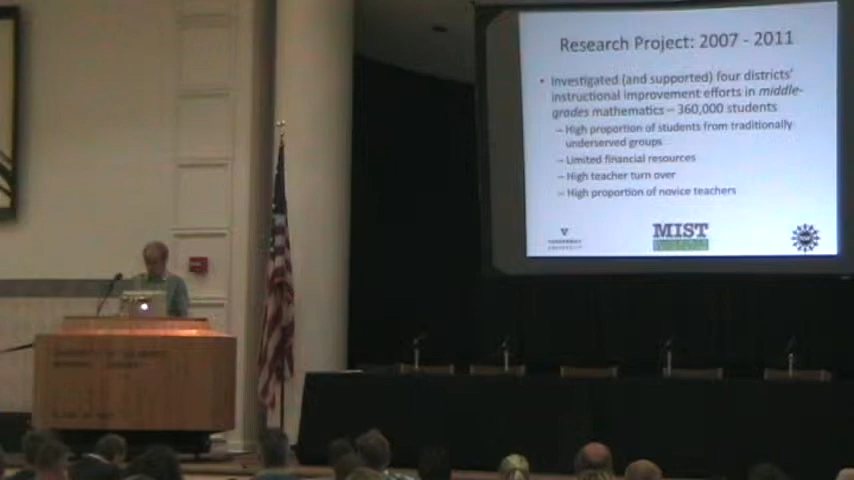 Research Project: 2007 - 2011
• Investigated (and supported) four districts'
instructional improvement efforts in middle-
grades mathematics – 360,000 students
– High proportion of students from traditionally
underserved groups
– Limited financial resources
– High teacher turn over
– High proportion of novice teachers
VANDERBILT
UNIVERSITY
MIST